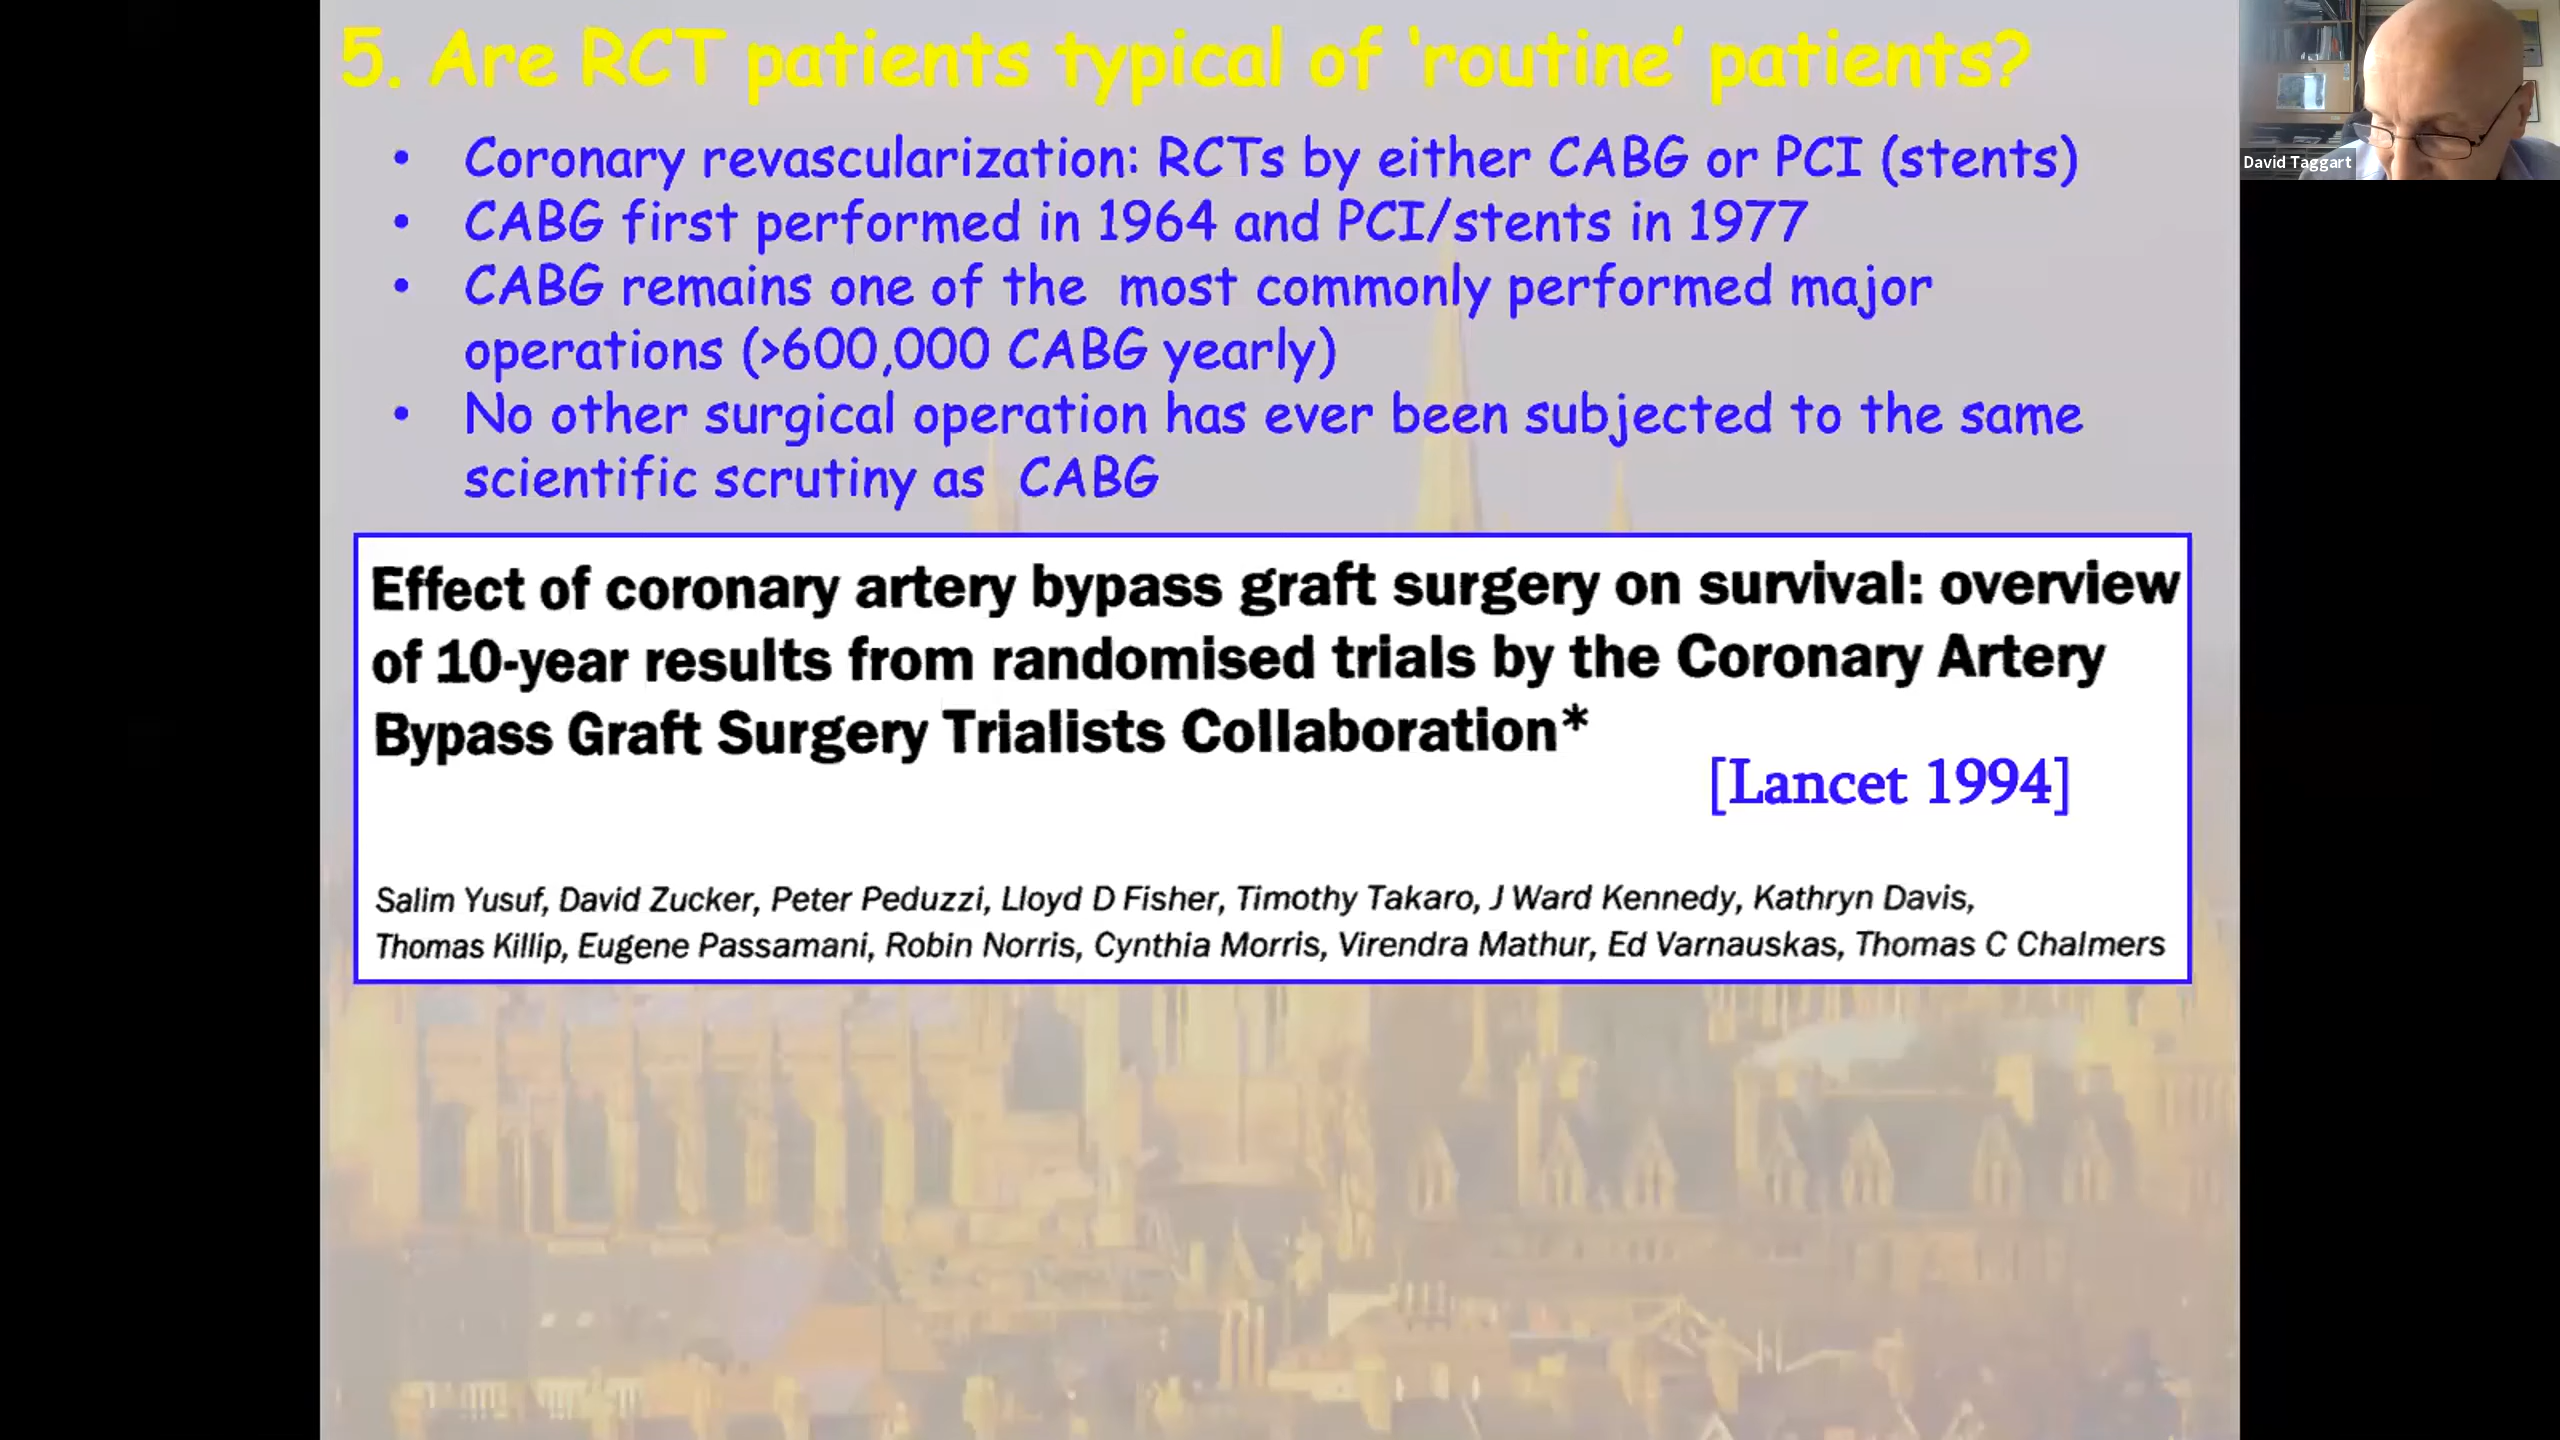 5. Are RCT patients typical of ‘routine’ patients?
• Coronary revascularization: RCTs by either CABG or PCI (stents)
• CABG first performed in 1964 and PCI/stents in 1977
• CABG remains one of the most commonly performed major
operations (>600,000 CABG yearly)
• No other surgical operation has ever been subjected to the same
scientific scrutiny as CABG
Effect of coronary artery bypass graft surgery on survival: overview
of 10-year results from randomised trials by the Coronary Artery
Bypass Graft Surgery Trialists Collaboration*
[Lancet 1994]
Salim Yusuf, David Zucker, Peter Peduzzi, Lloyd D Fisher, Timothy Takaro, J Ward Kennedy, Kathryn Davis,
Thomas Killip, Eugene Passamani, Robin Norris, Cynthia Morris, Virendra Mathur, Ed Varnauskas, Thomas C Chalmers
David Taggart